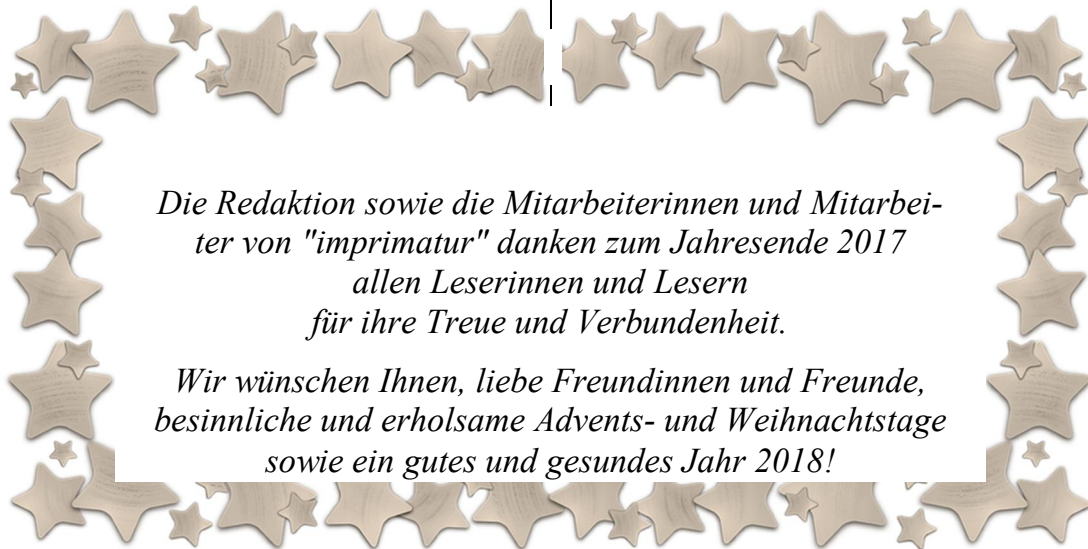 Die Redaktion sowie die Mitarbeiterinnen und Mitarbei-
ter von "imprimatur" danken zum Jahresende 2017
allen Leserinnen und Lesern
für ihre Treue und Verbundenheit.
Wir wünschen Ihnen, liebe Freundinnen und Freunde,
besinnliche und erholsame Advents- und Weihnachtstage
sowie ein gutes und gesundes Jahr 2018!